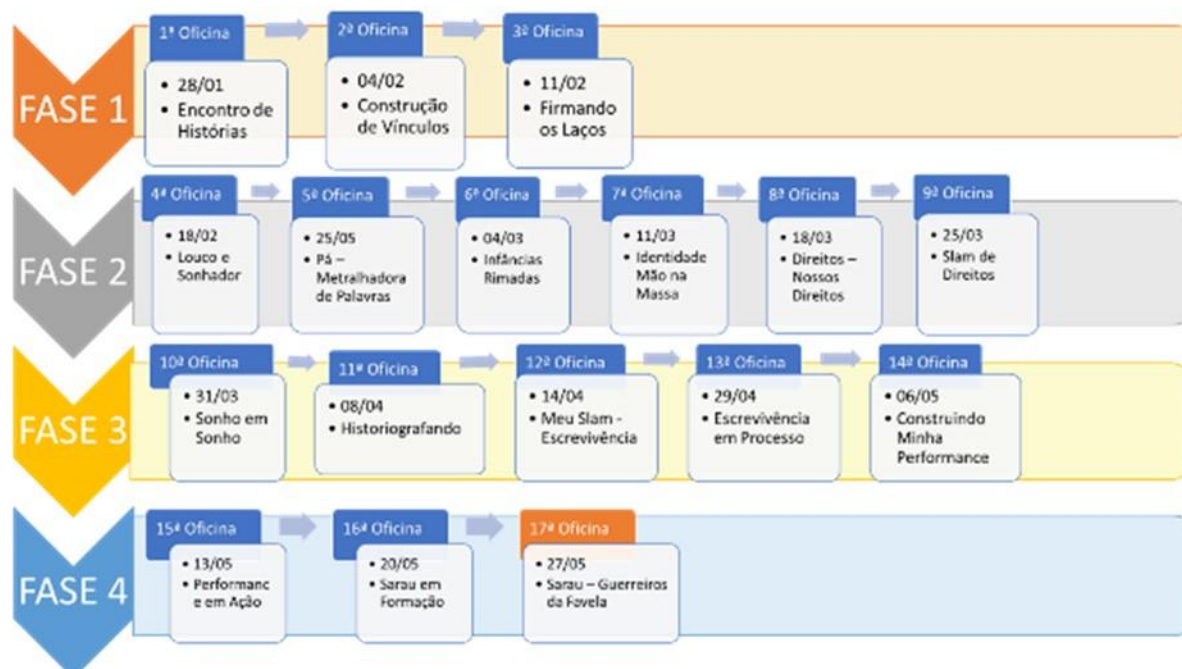 FASE 1
1ª Oficina
• 28/01
• Encontro de
Histórias
2ª Oficina
• 04/02
• Construção
de Vínculos
3ª Oficina
• 11/02
• Firmando
os Laços
FASE 2
4ª Oficina
• 18/02
• Louco e
Sonhador
5ª Oficina
• 25/05
• Pá –
Metralhadora
de Palavras
6ª Oficina
• 04/03
• Infâncias
Rimadas
7ª Oficina
• 11/03
• Identidade
Mão na
Massa
8ª Oficina
• 18/03
• Direitos –
Nossos
Direitos
9ª Oficina
• 25/03
• Slam de
Direitos
FASE 3
10ª Oficina
• 31/03
• Sonho em
Sonho
11ª Oficina
• 08/04
• Historiografando
12ª Oficina
• 14/04
• Meu Slam -
Escrevivência
13ª Oficina
• 29/04
• Escrevivência
em Processo
14ª Oficina
• 06/05
• Construindo
Minha
Performance
FASE 4
15ª Oficina
• 13/05
• Performanc
e em Ação
16ª Oficina
• 20/05
• Sarau em
Formação
17ª Oficina
• 27/05
• Sarau – Guerreiros
da Favela